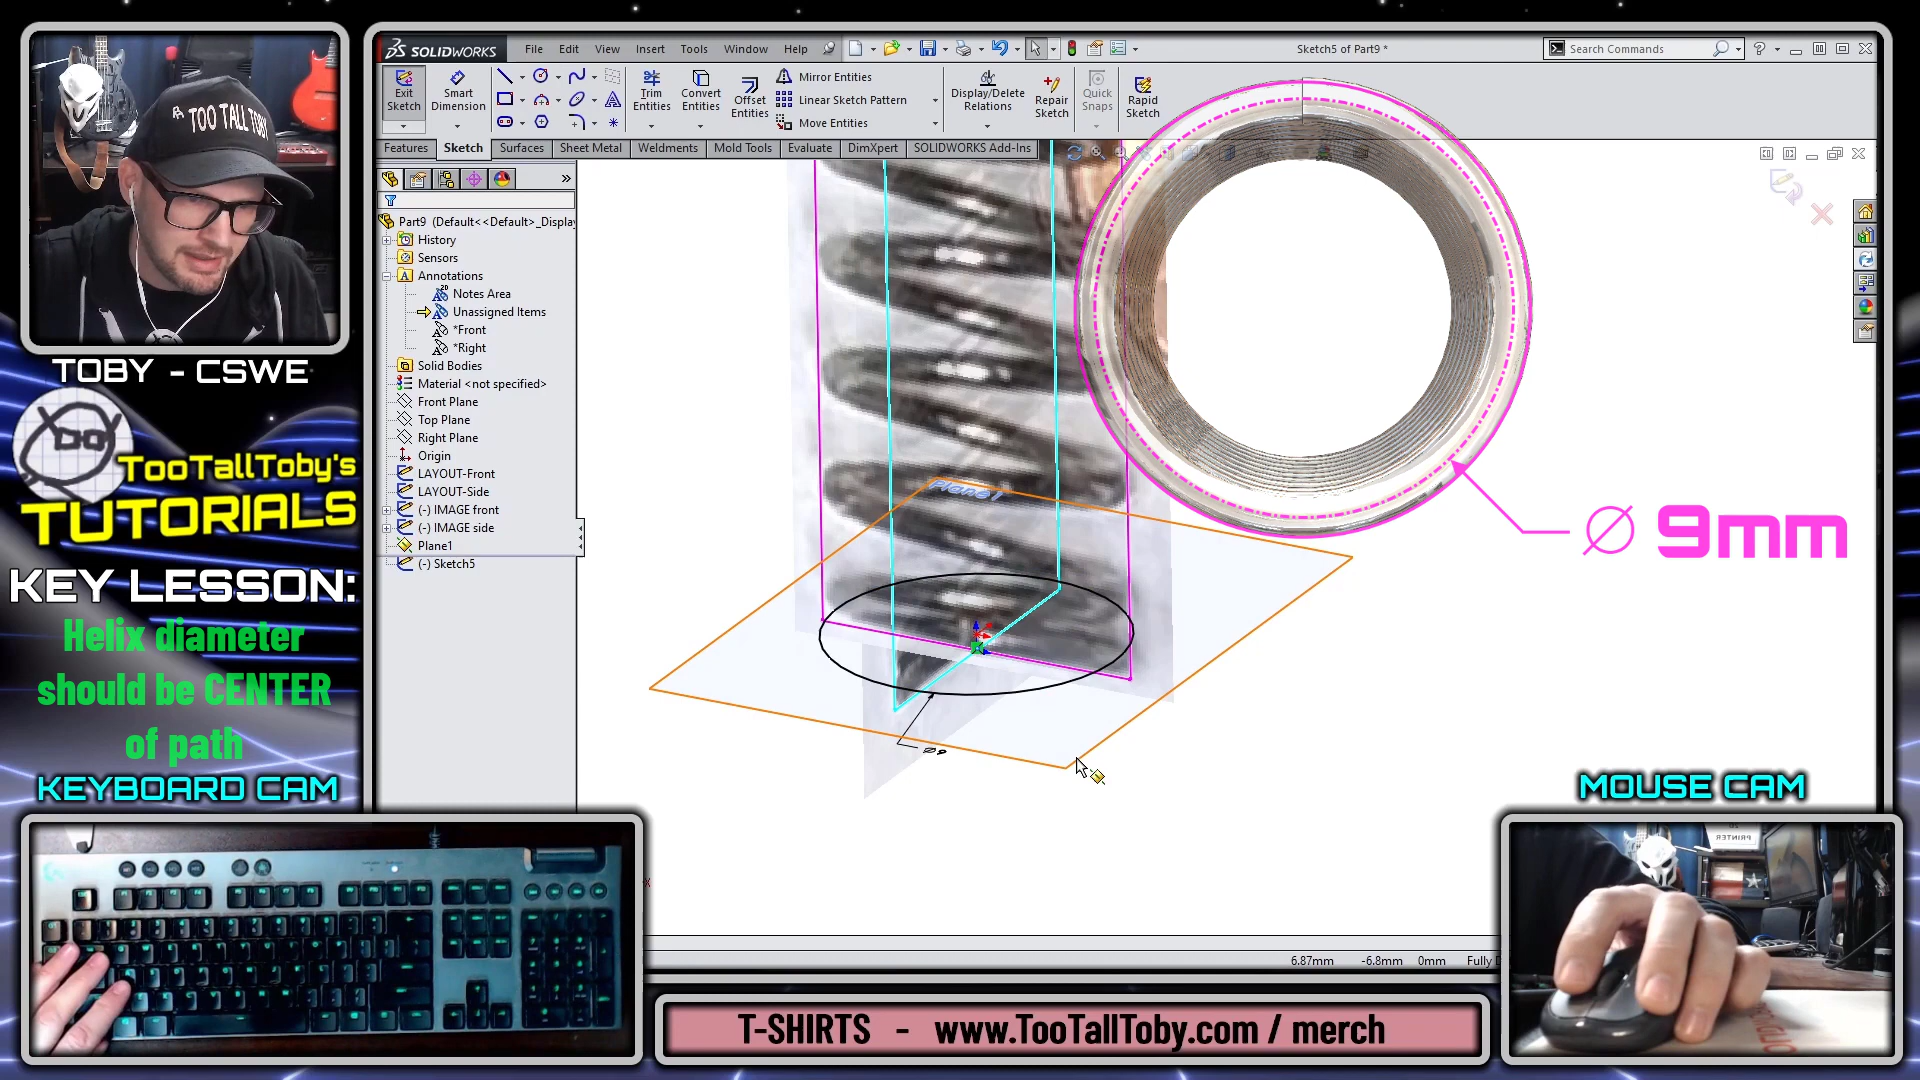 TOO TALL TOBY
TOBY - CSWE
TooTallToby's
TUTORIALS
KEY LESSON:
Helix diameter
should be CENTER
of path
KEYBOARD CAM
SOLIDWORKS
File Edit View Insert Tools Window Help
Sketch5 of Part9 *
Search Commands
Exit Sketch
Smart Dimension
Trim Entities
Convert Entities
Offset Entities
Mirror Entities
Linear Sketch Pattern
Move Entities
Display/Delete Relations
Repair Sketch
Quick Snaps
Rapid Sketch
Features Sketch Surfaces Sheet Metal Weldments Mold Tools Evaluate DimXpert SOLIDWORKS Add-Ins
Part9 (Default<<Default>_Displa
History
Sensors
Annotations
Notes Area
Unassigned Items
*Front
*Right
Solid Bodies
Material <not specified>
Front Plane
Top Plane
Right Plane
Origin
LAYOUT-Front
LAYOUT-Side
(-) IMAGE front
(-) IMAGE side
Plane1
(-) Sketch5
Plane1
∅9
∅ 9mm
6.87mm -6.8mm 0mm Fully D
MOUSE CAM
PRINTER
T-SHIRTS - www.TooTallToby.com / merch